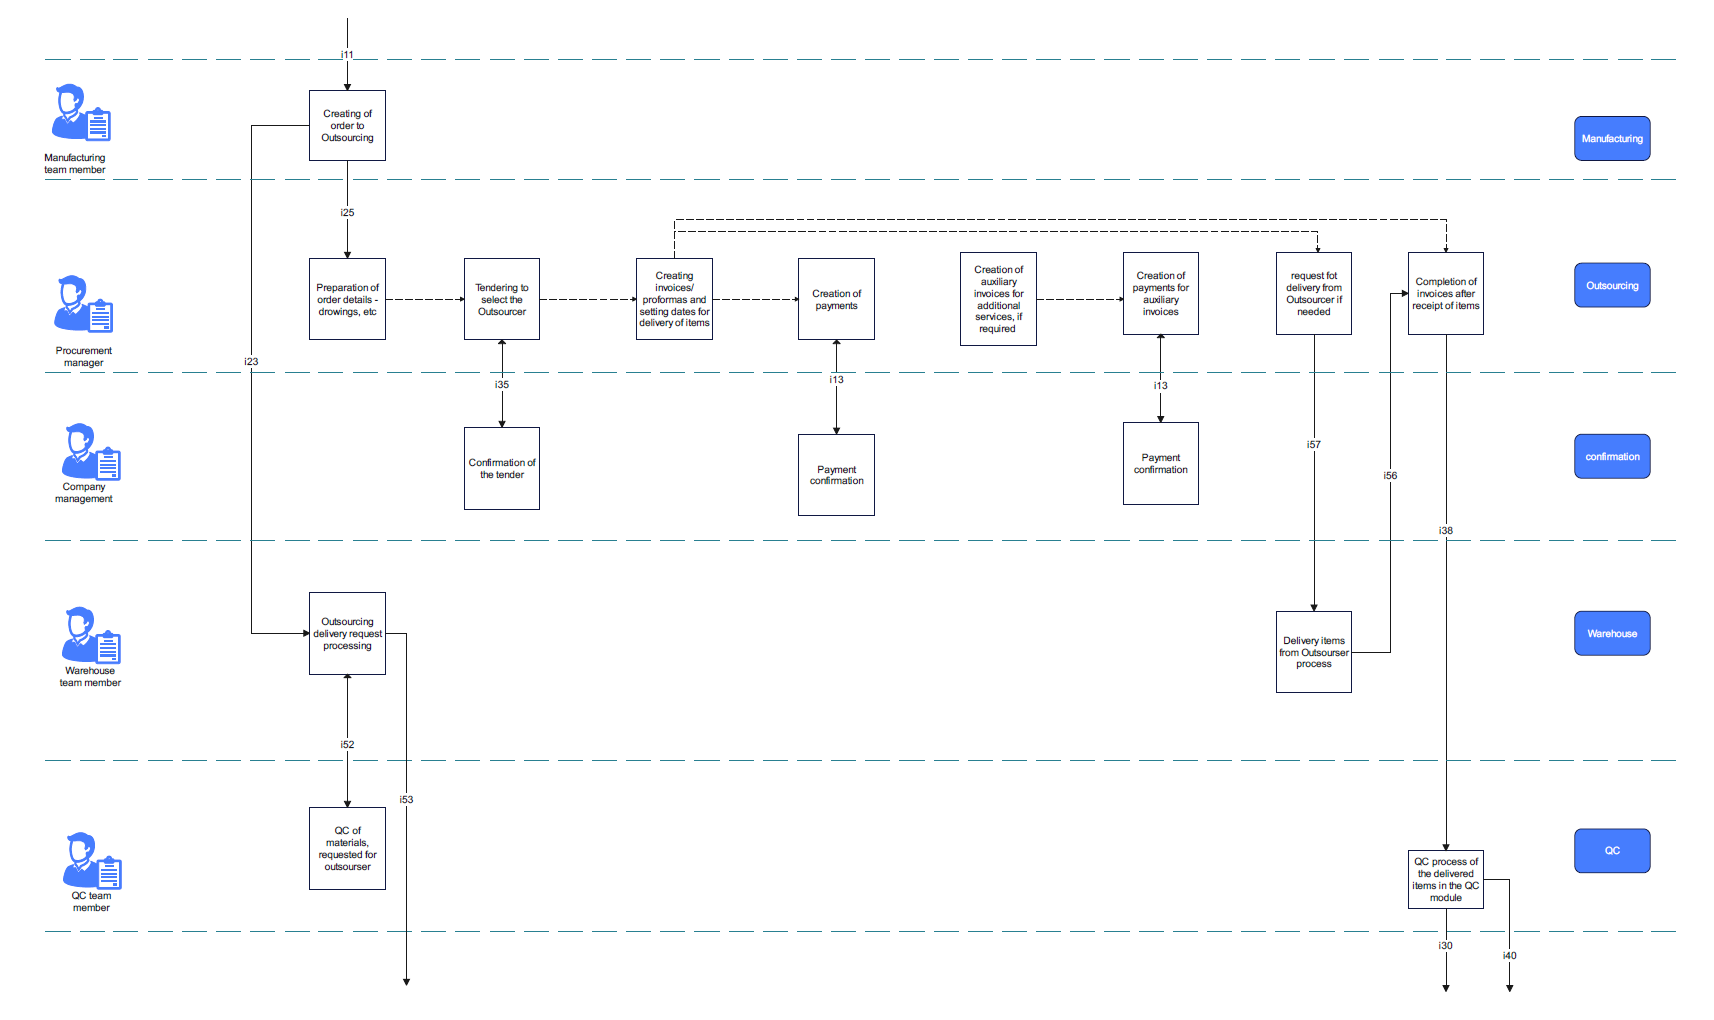 i11
Creating of
order to
Outsourcing
Manufacturing
Manufacturing
team member
i25
Preparation of
order details -
drowings, etc
Tendering to
select the
Outsourcer
Creating
invoices/
proformas and
setting dates for
delivery of items
Creation of
payments
Creation of
auxiliary
invoices for
additional
services, if
required
Creation of
payments for
auxiliary
invoices
request fot
delivery from
Outsourcer if
needed
Completion of
invoices after
receipt of items
Outsourcing
Procurement
manager
i23
i35
i13
i13
Confirmation of
the tender
Payment
confirmation
Payment
confirmation
i57
i56
confirmation
Company
management
i38
Outsourcing
delivery request
processing
Delivery items
from Outsourser
process
Warehouse
Warehouse
team member
i52
i53
QC of
materials,
requested for
outsourser
QC process of
the delivered
items in the QC
module
QC
QC team
member
i30
i40